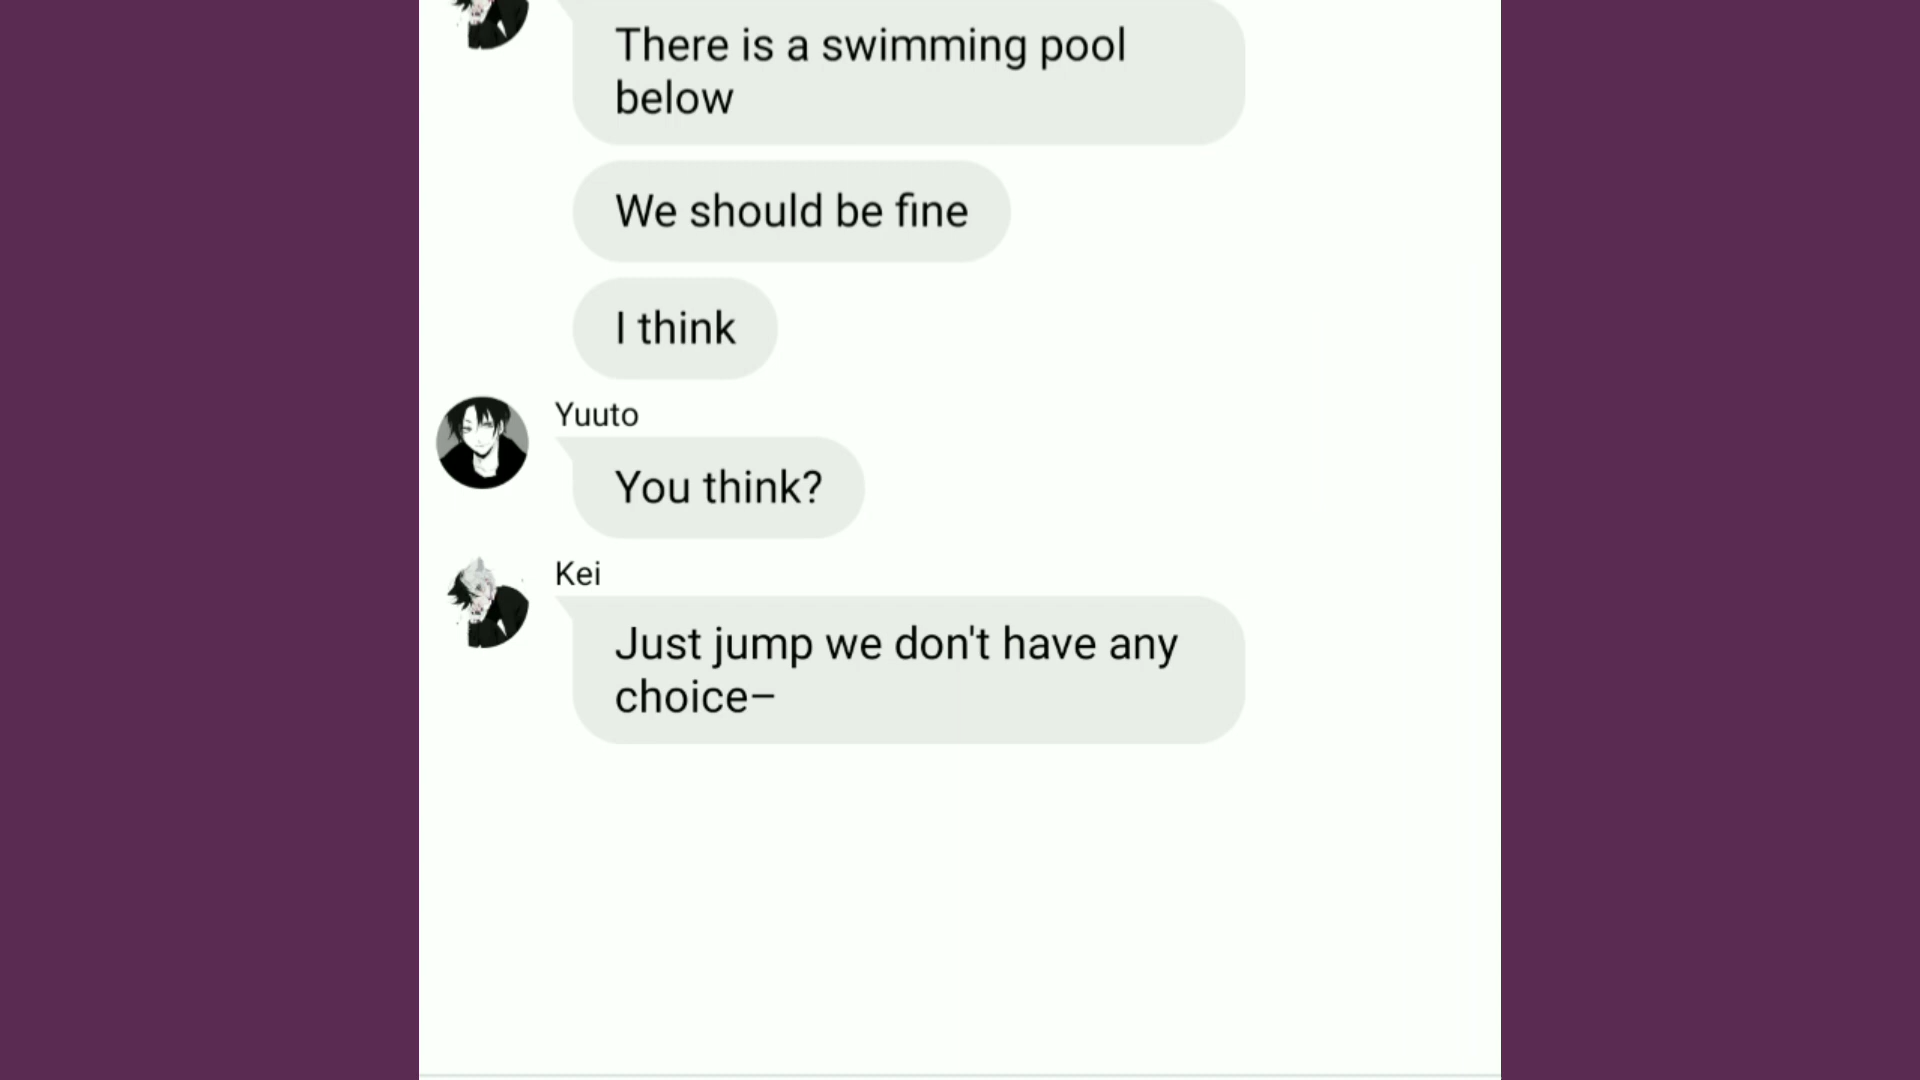 There is a swimming pool
below
We should be fine
I think
Yuuto
You think?
Kei
Just jump we don't have any
choice–